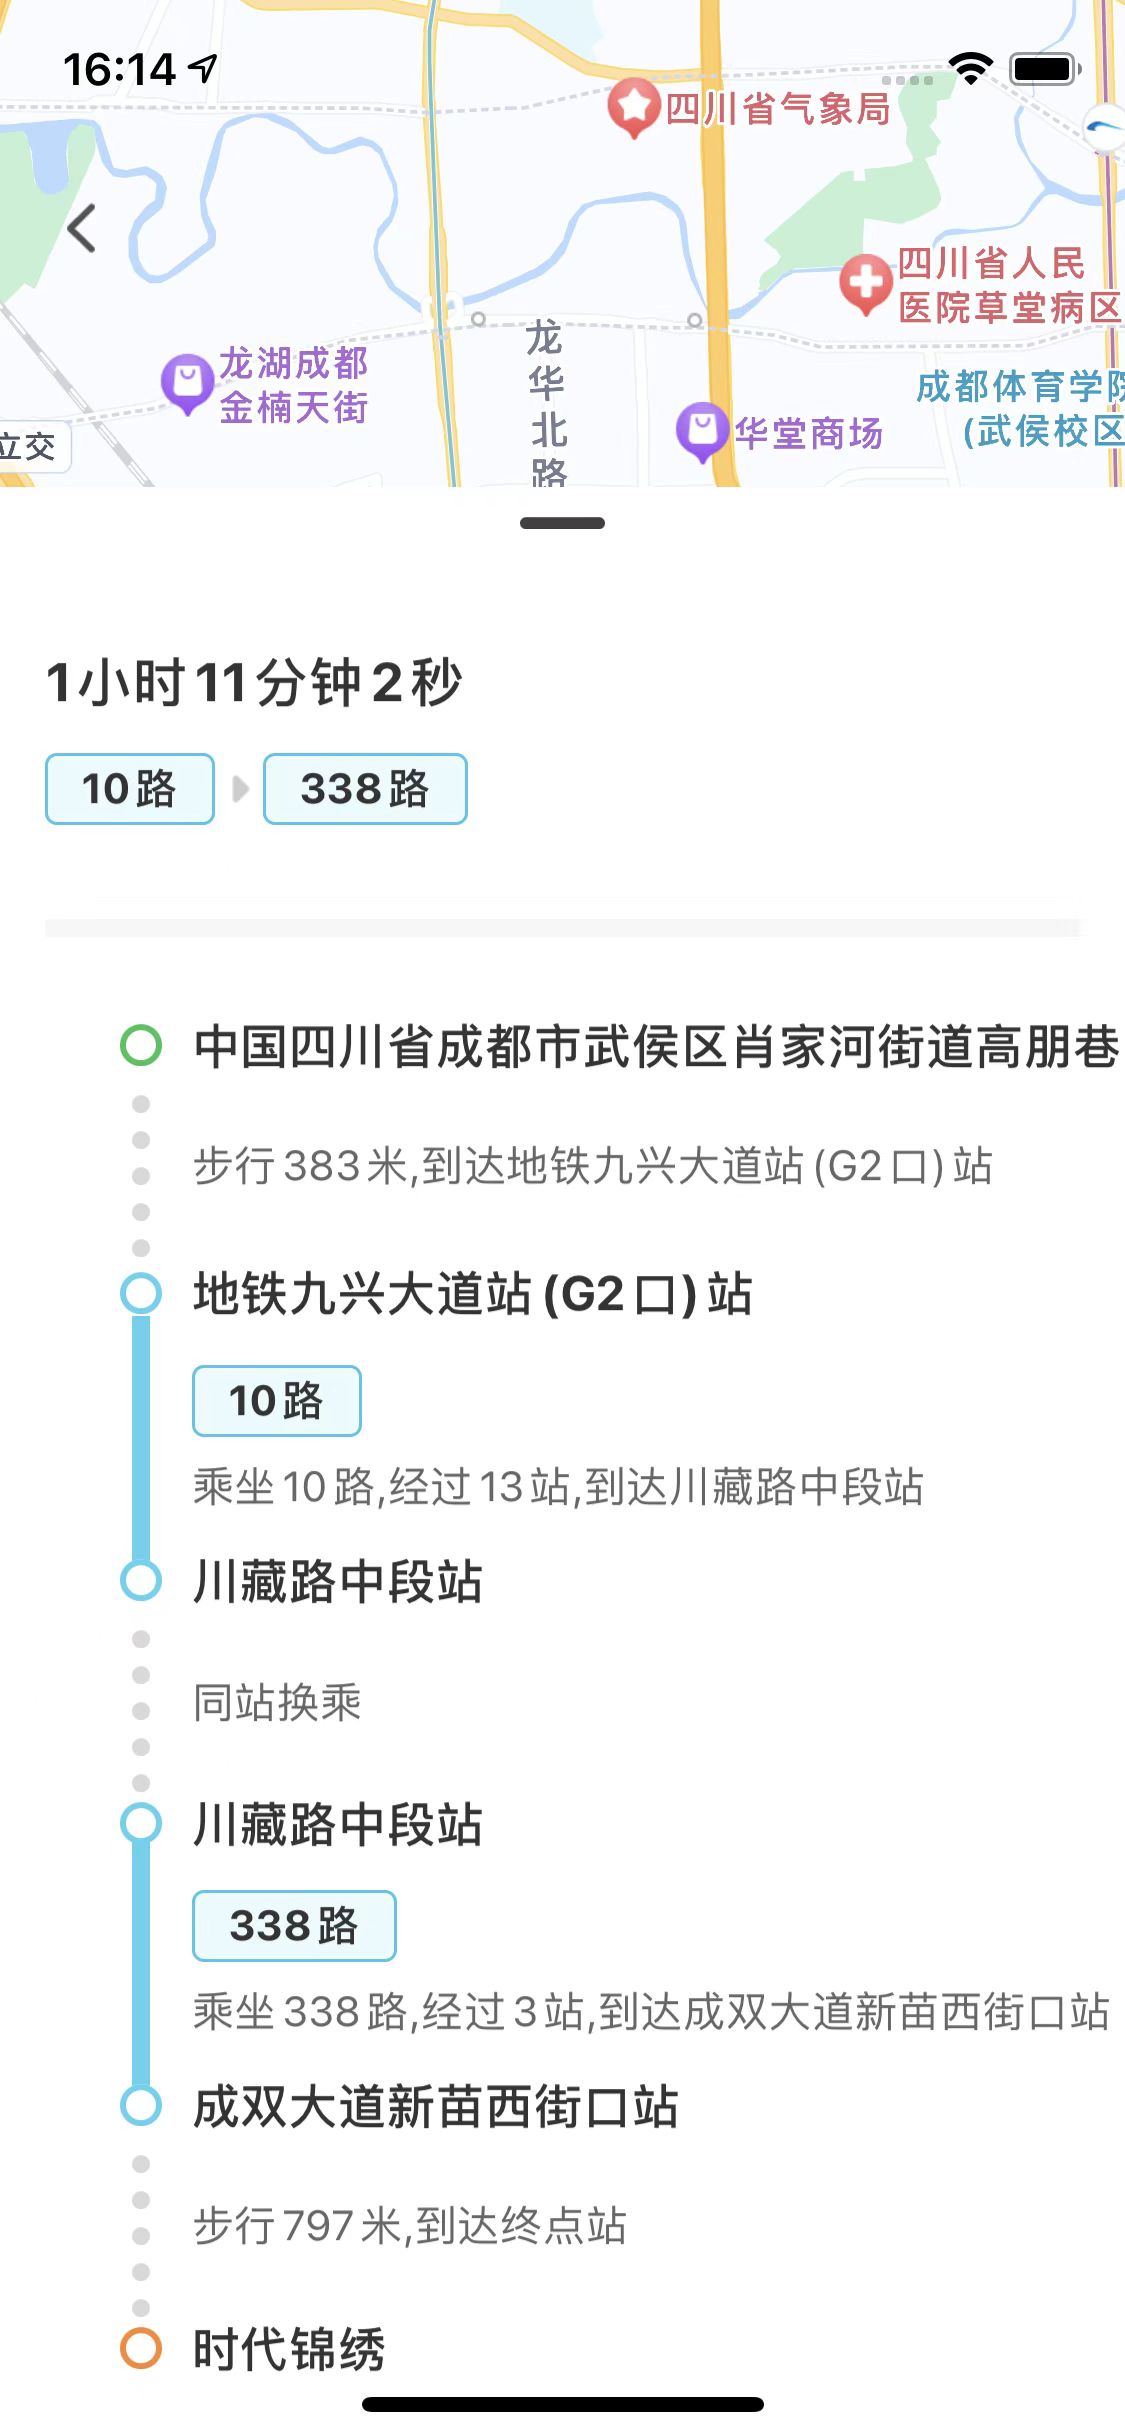 16:14
四川省气象局
四川省人民
医院草堂病区
龙湖成都
金楠天街
龙华北路
成都体育学院
(武侯校区
华堂商场
立交
1小时11分钟2秒
10路
338路
中国四川省成都市武侯区肖家河街道高朋巷
步行383米,到达地铁九兴大道站(G2口)站
地铁九兴大道站(G2口)站
10路
乘坐10路,经过13站,到达川藏路中段站
川藏路中段站
同站换乘
川藏路中段站
338路
乘坐338路,经过3站,到达成双大道新苗西街口站
成双大道新苗西街口站
步行797米,到达终点站
时代锦绣